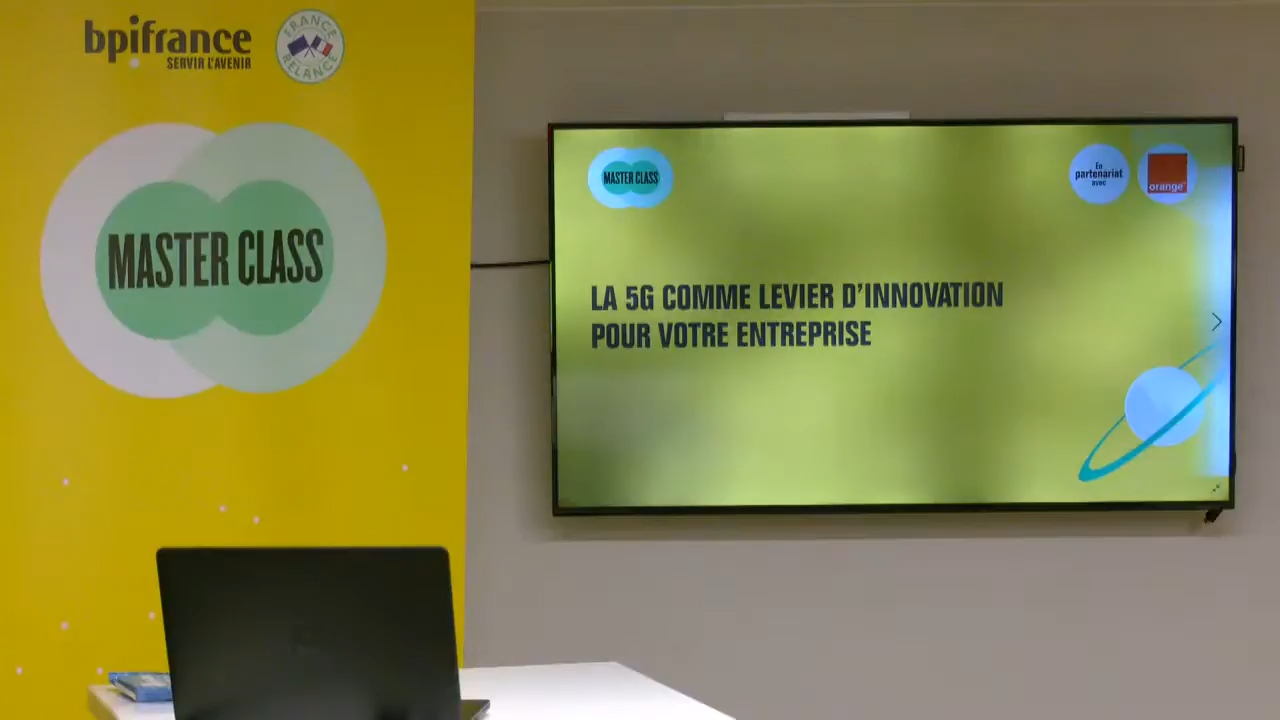 bpifrance
SERVIR L'AVENIR
FRANCE
RELANCE
MASTER CLASS
MASTER CLASS
En
partenariat
avec
orange
LA 5G COMME LEVIER D'INNOVATION
POUR VOTRE ENTREPRISE